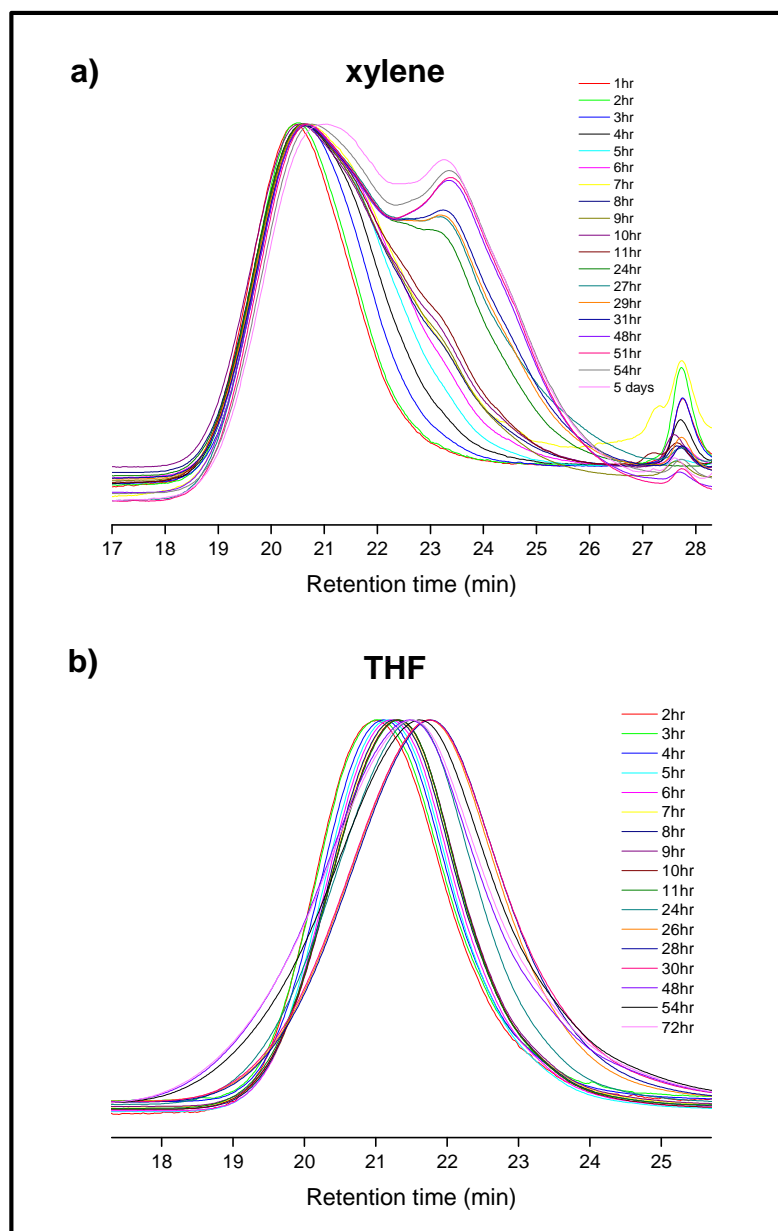 a)
xylene
1hr
2hr
3hr
4hr
5hr
6hr
7hr
8hr
9hr
10hr
11hr
24hr
27hr
29hr
31hr
48hr
51hr
54hr
5 days
17 18 19 20 21 22 23 24 25 26 27 28
Retention time (min)
b)
THF
2hr
3hr
4hr
5hr
6hr
7hr
8hr
9hr
10hr
11hr
24hr
26hr
28hr
30hr
48hr
54hr
72hr
18 19 20 21 22 23 24 25
Retention time (min)